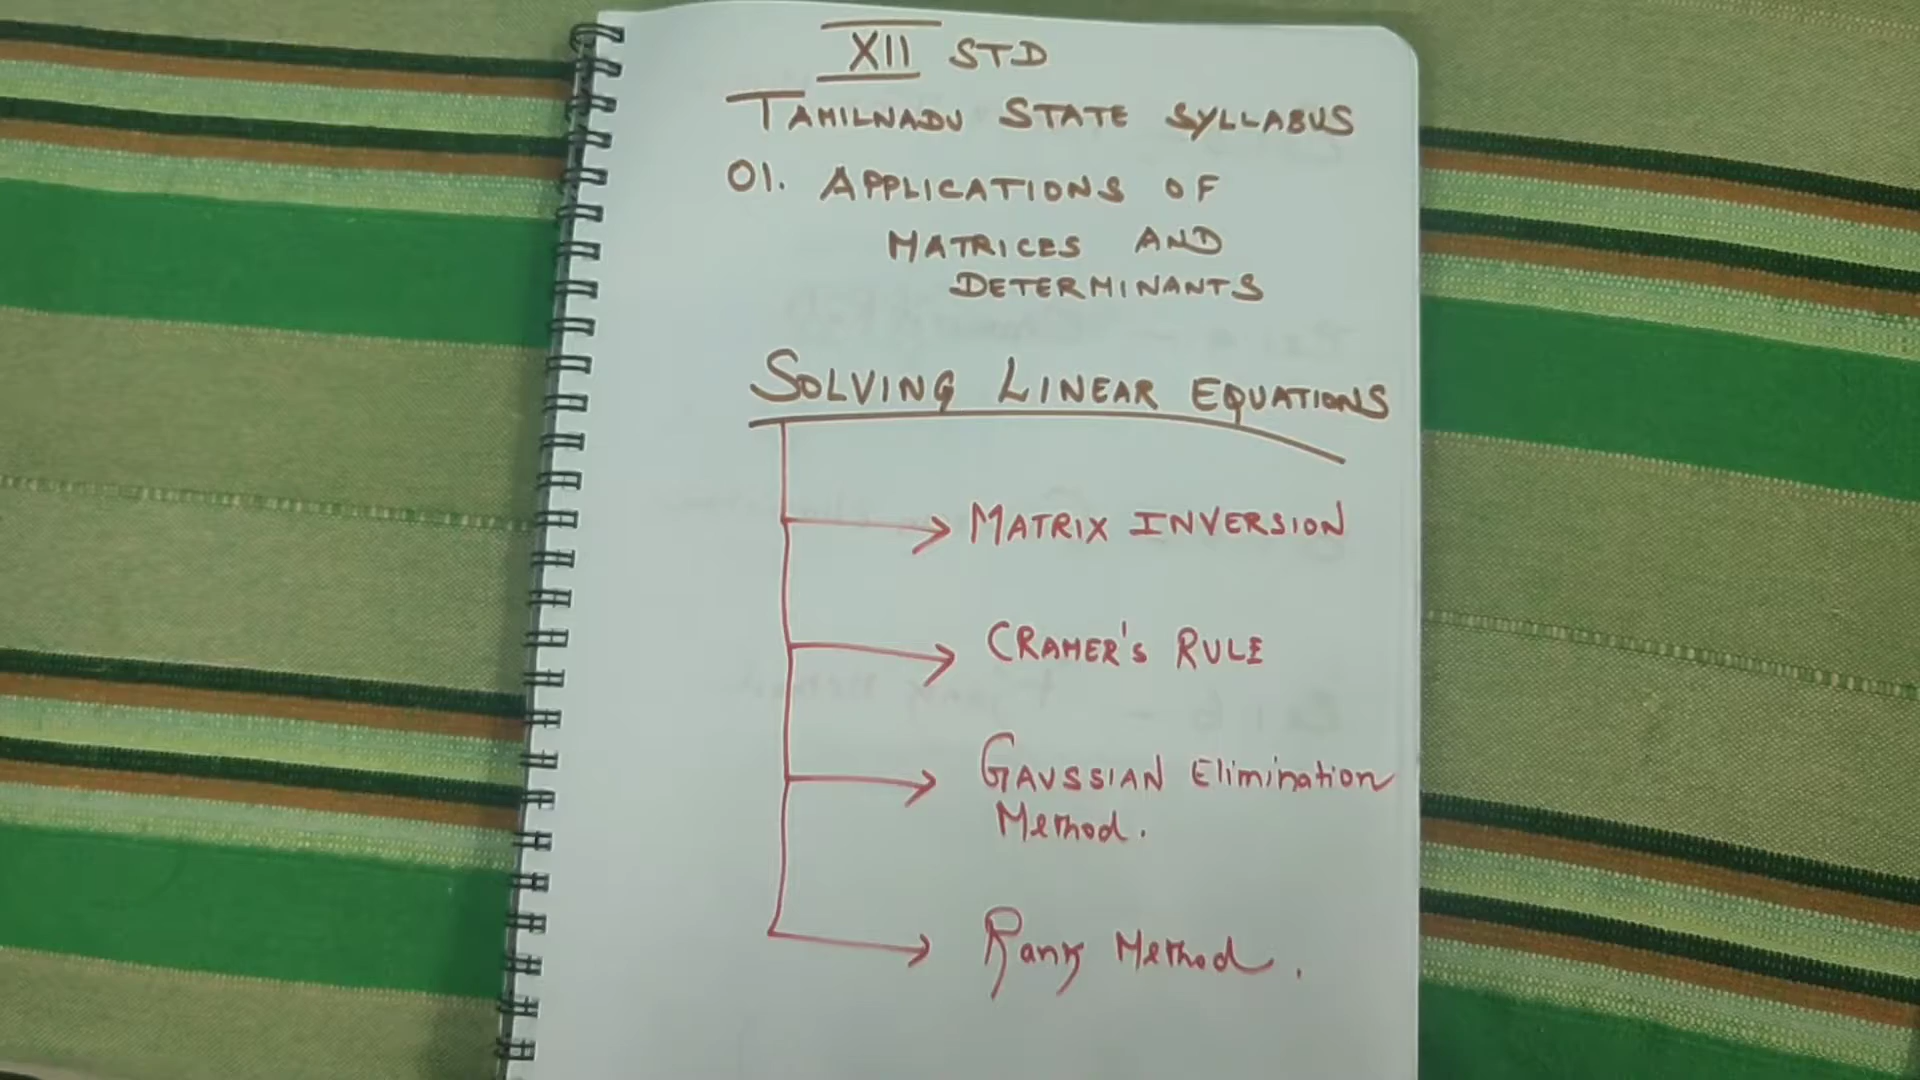 XII STD
TAMILNADU STATE SYLLABUS
01. APPLICATIONS OF
MATRICES AND
DETERMINANTS
SOLVING LINEAR EQUATIONS
MATRIX INVERSION
CRAMER'S RULE
GAUSSIAN Elimination
Method.
Rank Method.